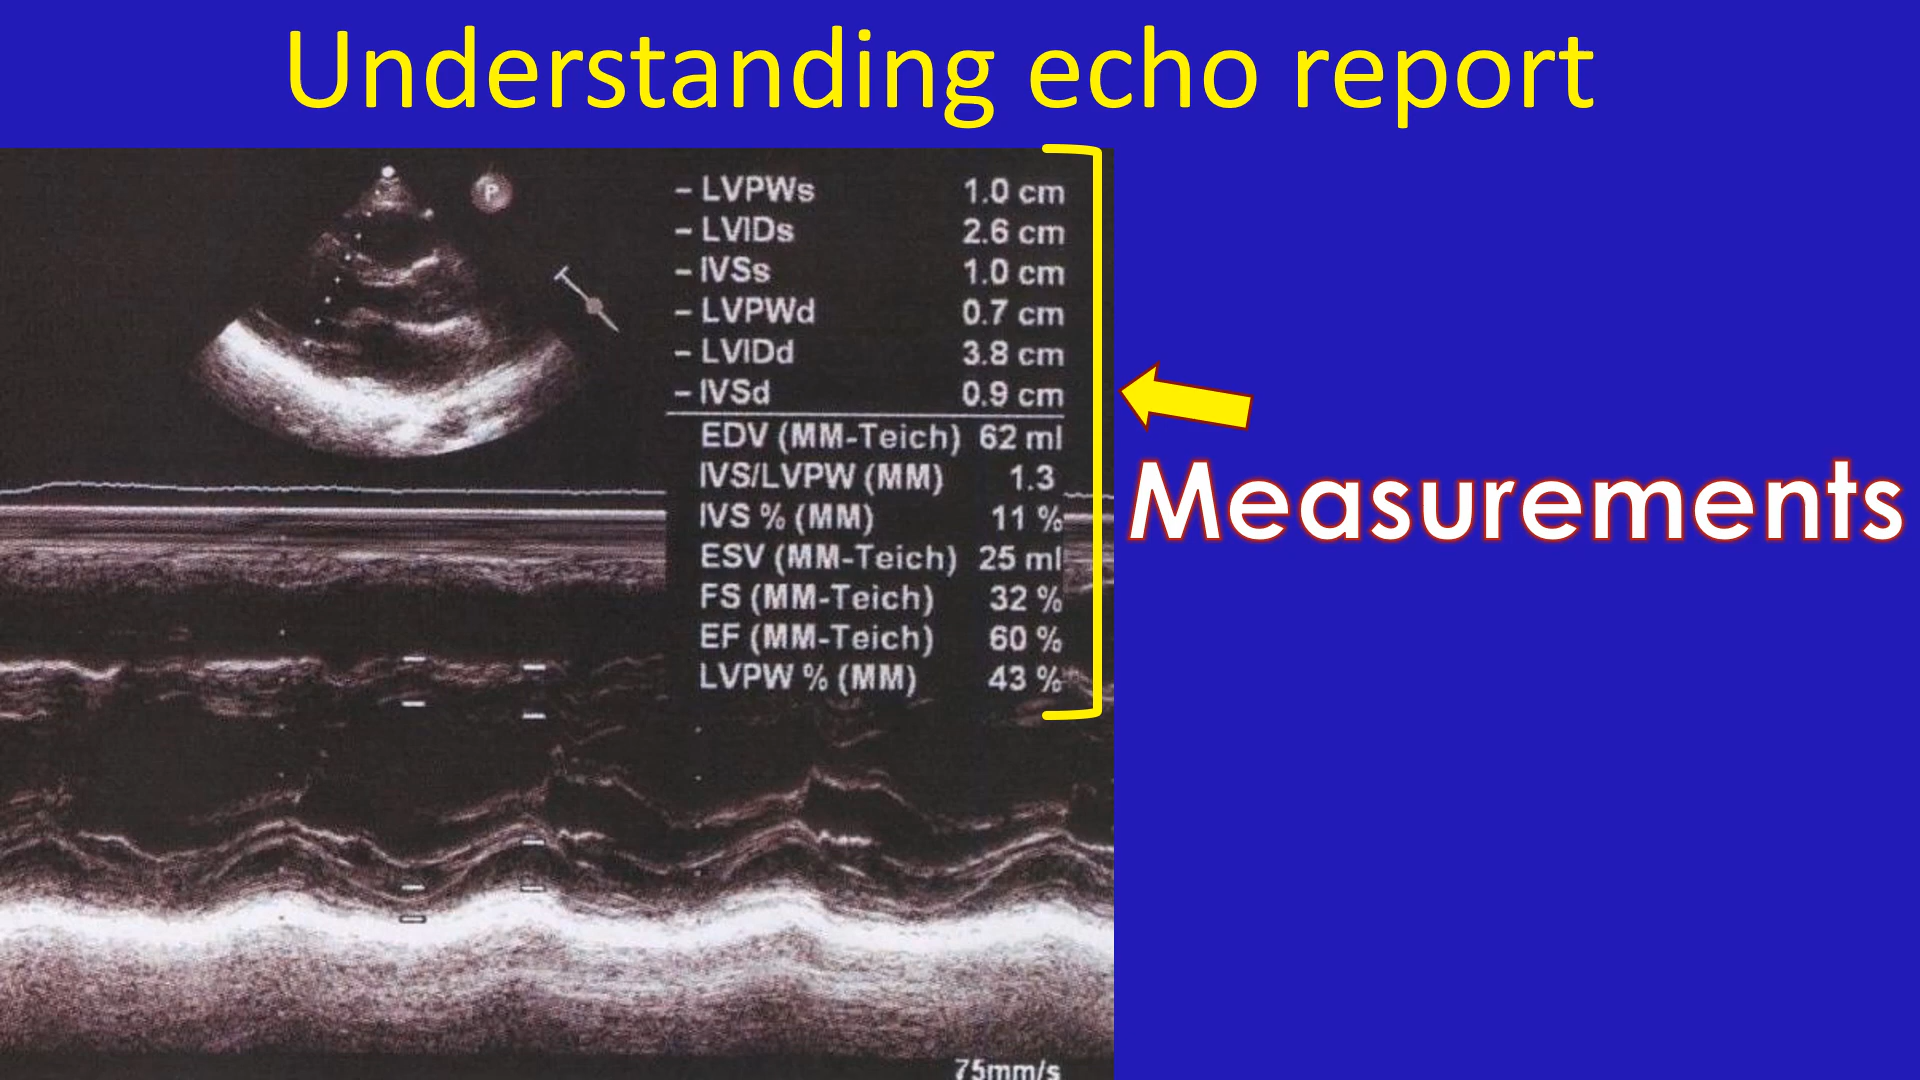 Understanding echo report
P
– LVPWs 1.0 cm
– LVIDs 2.6 cm
– IVSs 1.0 cm
– LVPWd 0.7 cm
– LVIDd 3.8 cm
– IVSd 0.9 cm
EDV (MM-Teich) 62 ml
IVS/LVPW (MM) 1.3
IVS % (MM) 11 %
ESV (MM-Teich) 25 ml
FS (MM-Teich) 32 %
EF (MM-Teich) 60 %
LVPW % (MM) 43 %
Measurements
75mm/s